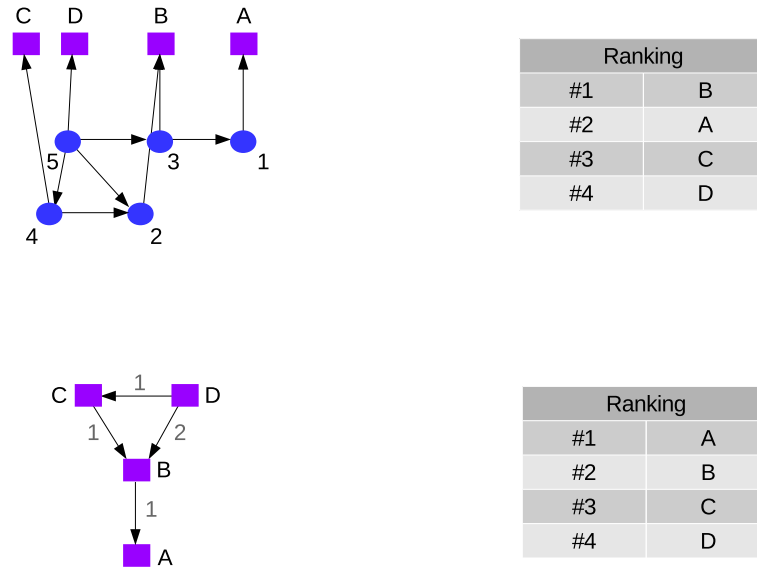 C D B A
5 3 1
4 2
Ranking
#1 B
#2 A
#3 C
#4 D
C 1 D
1 2
B
1
A
Ranking
#1 A
#2 B
#3 C
#4 D